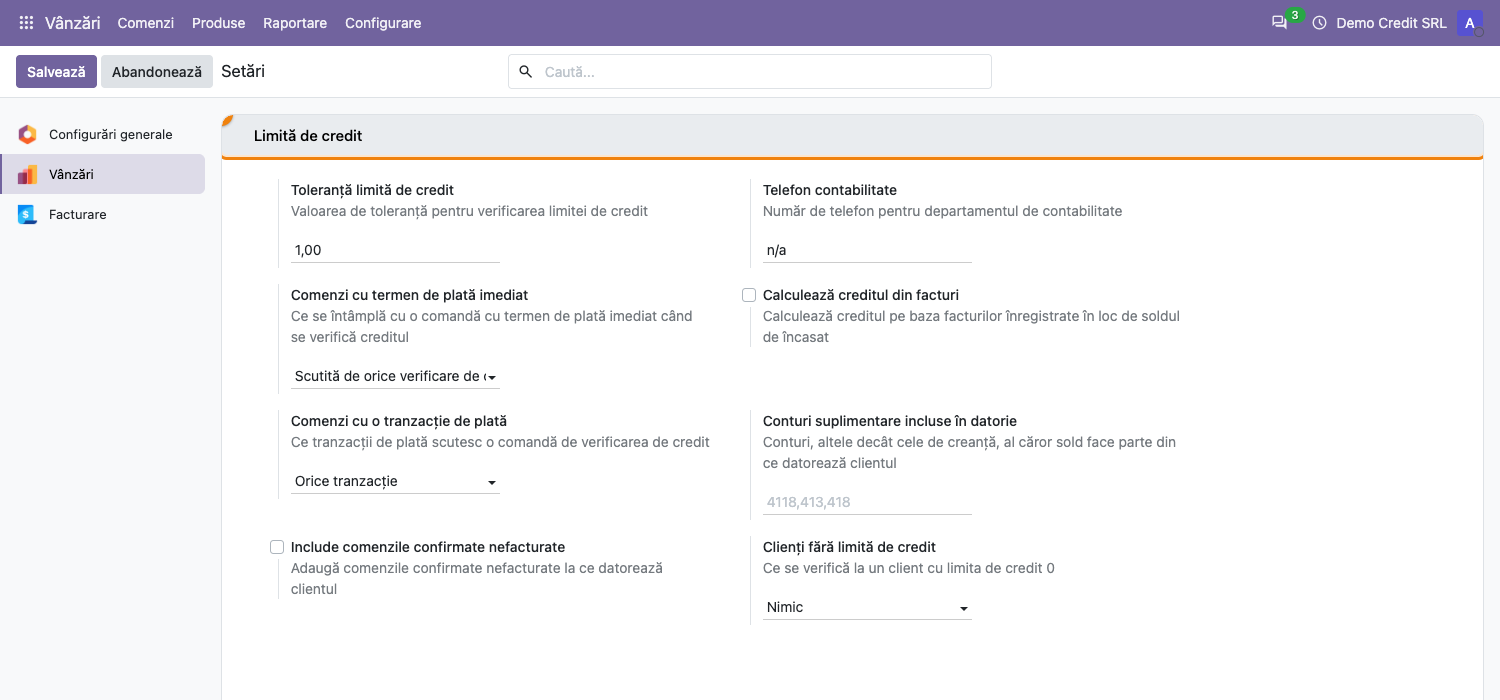 Vânzări Comenzi Produse Raportare Configurare 3 Demo Credit SRL A
Salvează Abandonează Setări Caută...
Configurări generale
Vânzări
Facturare
Limită de credit
Toleranță limită de credit
Valoarea de toleranță pentru verificarea limitei de credit
1,00
Telefon contabilitate
Număr de telefon pentru departamentul de contabilitate
n/a
Comenzi cu termen de plată imediat
Ce se întâmplă cu o comandă cu termen de plată imediat când
se verifică creditul
Scutită de orice verificare de
Calculează creditul din facturi
Calculează creditul pe baza facturilor înregistrate în loc de soldul
de încasat
Comenzi cu o tranzacție de plată
Ce tranzacții de plată scutesc o comandă de verificarea de credit
Orice tranzacție
Conturi suplimentare incluse în datorie
Conturi, altele decât cele de creanță, al căror sold face parte din
ce datorează clientul
4118,413,418
Include comenzile confirmate nefacturate
Adaugă comenzile confirmate nefacturate la ce datorează
clientul
Clienți fără limită de credit
Ce se verifică la un client cu limita de credit 0
Nimic